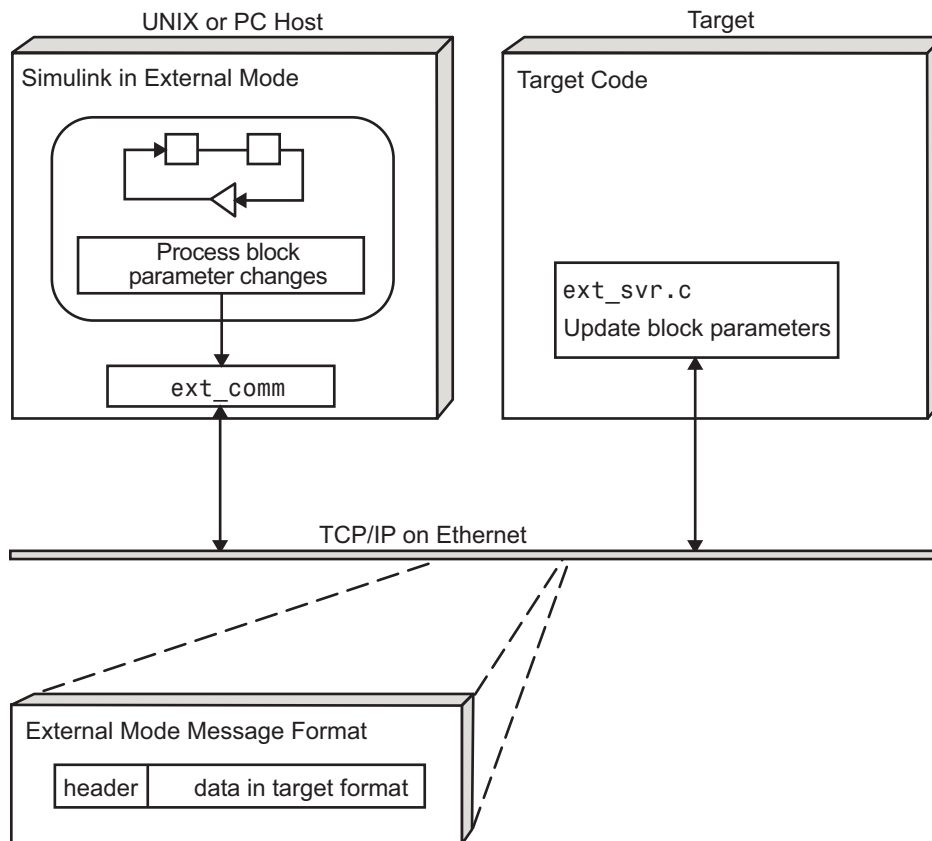 UNIX or PC Host
Target
Simulink in External Mode
Target Code
Process block
parameter changes
ext_svr.c
Update block parameters
ext_comm
TCP/IP on Ethernet
External Mode Message Format
header
data in target format